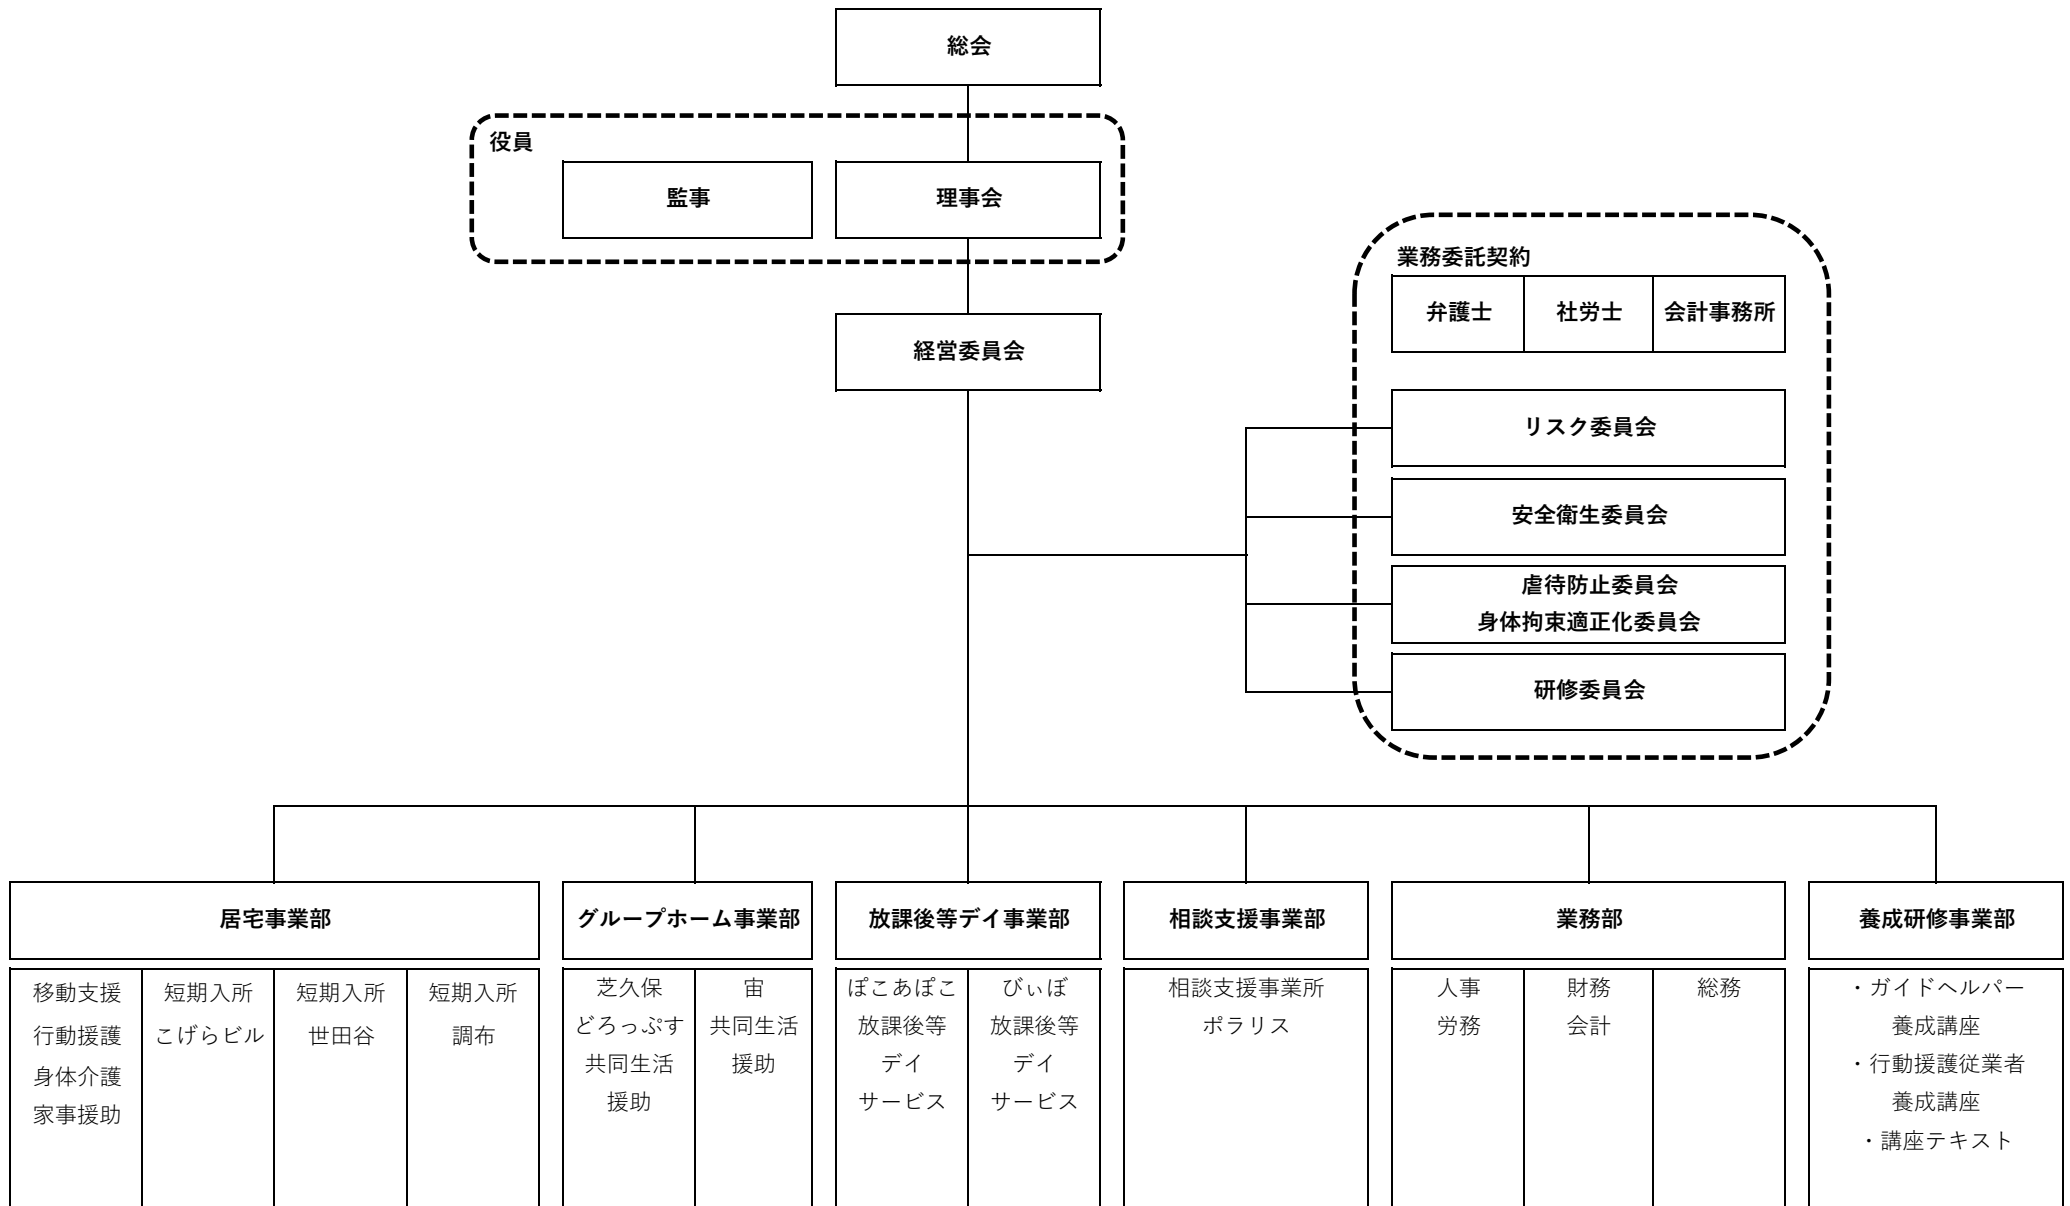 総会
役員
監事
理事会
経営委員会
業務委託契約
弁護士
社労士
会計事務所
リスク委員会
安全衛生委員会
虐待防止委員会
身体拘束適正化委員会
研修委員会
居宅事業部
移動支援
行動援護
身体介護
家事援助
短期入所
こげらビル
短期入所
世田谷
短期入所
調布
グループホーム事業部
芝久保
どろっぷす
共同生活
援助
宙
共同生活
援助
放課後等デイ事業部
ぽこあぽこ
放課後等
デイ
サービス
びぃぼ
放課後等
デイ
サービス
相談支援事業部
相談支援事業所
ポラリス
業務部
人事
労務
財務
会計
総務
養成研修事業部
・ガイドヘルパー
養成講座
・行動援護従業者
養成講座
・講座テキスト